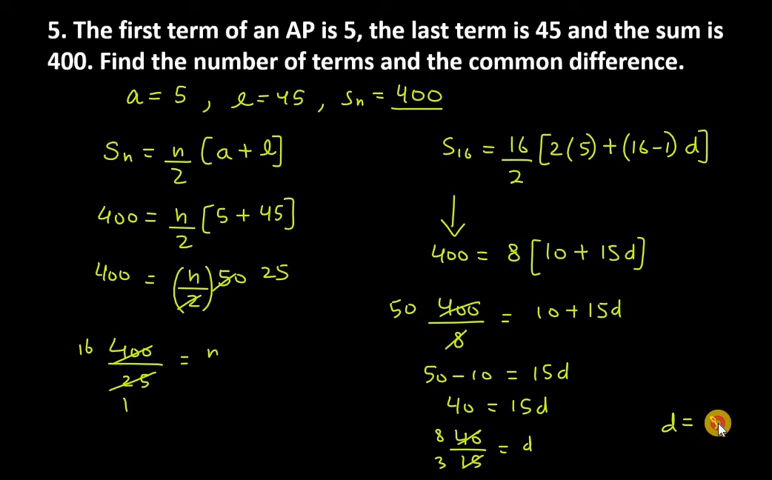 5. The first term of an AP is 5, the last term is 45 and the sum is
400. Find the number of terms and the common difference.
a = 5 , l = 45 , Sn = 400
Sn = n/2 [a + l]
400 = n/2 [5 + 45]
400 = (n/2) 50 25
16 400/25 = n
1
S16 = 16/2 [2(5) + (16-1) d]
400 = 8 [10 + 15d]
50 400/8 = 10 + 15d
50 - 10 = 15d
40 = 15d
8 40/3 15 = d
d =